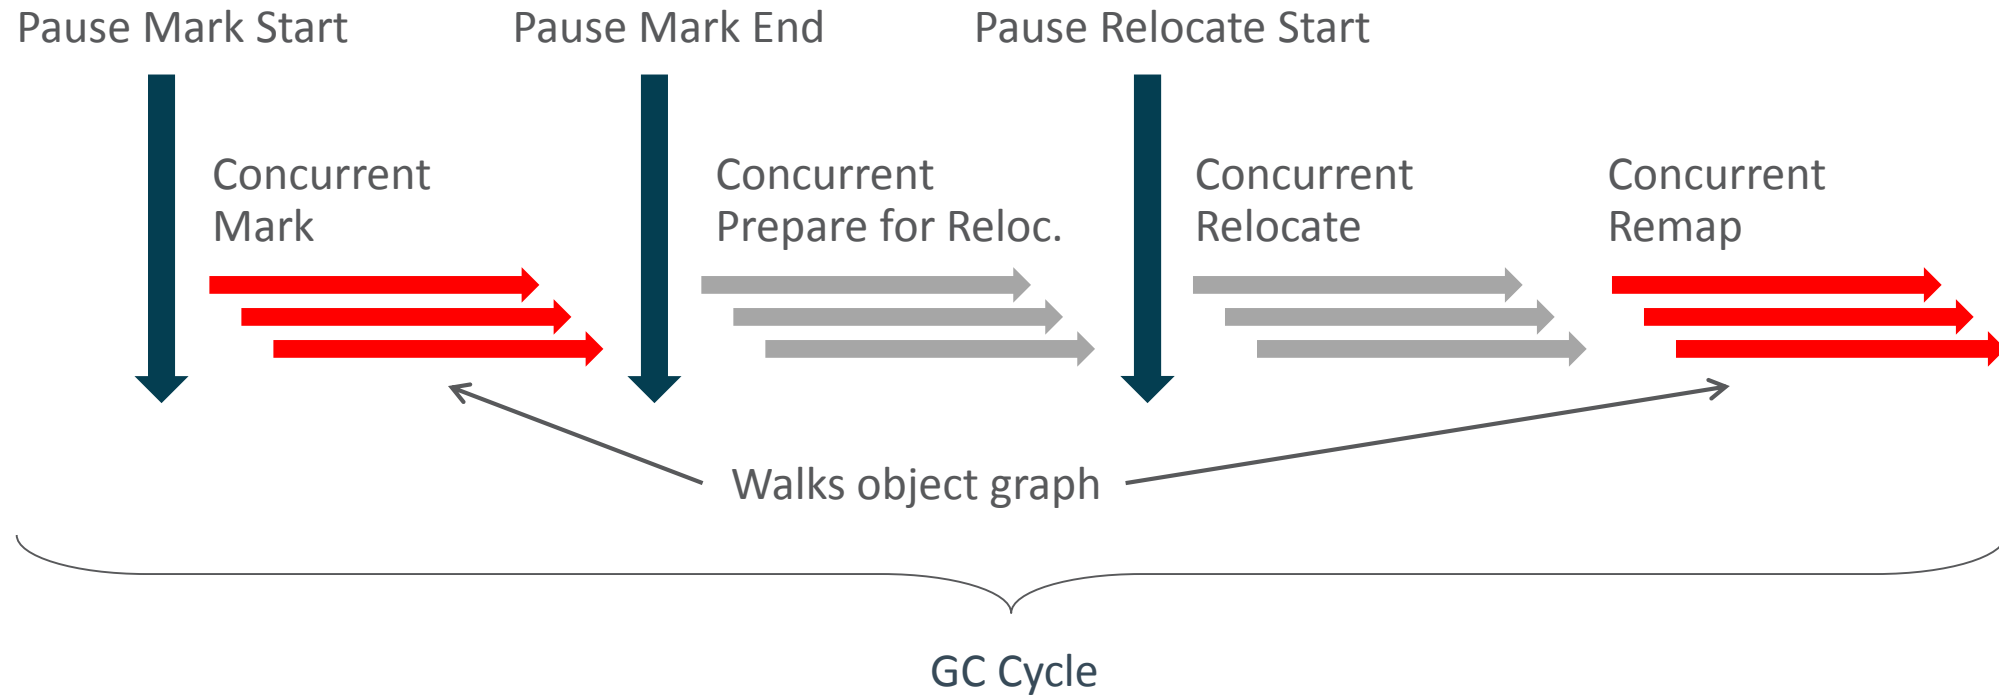 Pause Mark Start
Pause Mark End
Pause Relocate Start
Concurrent
Mark
Concurrent
Prepare for Reloc.
Concurrent
Relocate
Concurrent
Remap
Walks object graph
GC Cycle